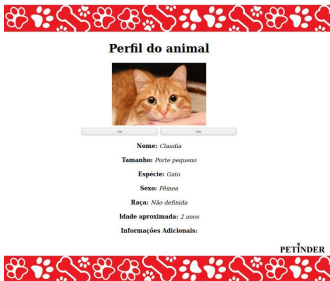 Perfil do animal
Nome: Claudia
Tamanho: Porte pequeno
Espécie: Gato
Sexo: Fêmea
Raça: Não definida
Idade aproximada: 2 anos
Informações Adicionais:
PETINDER